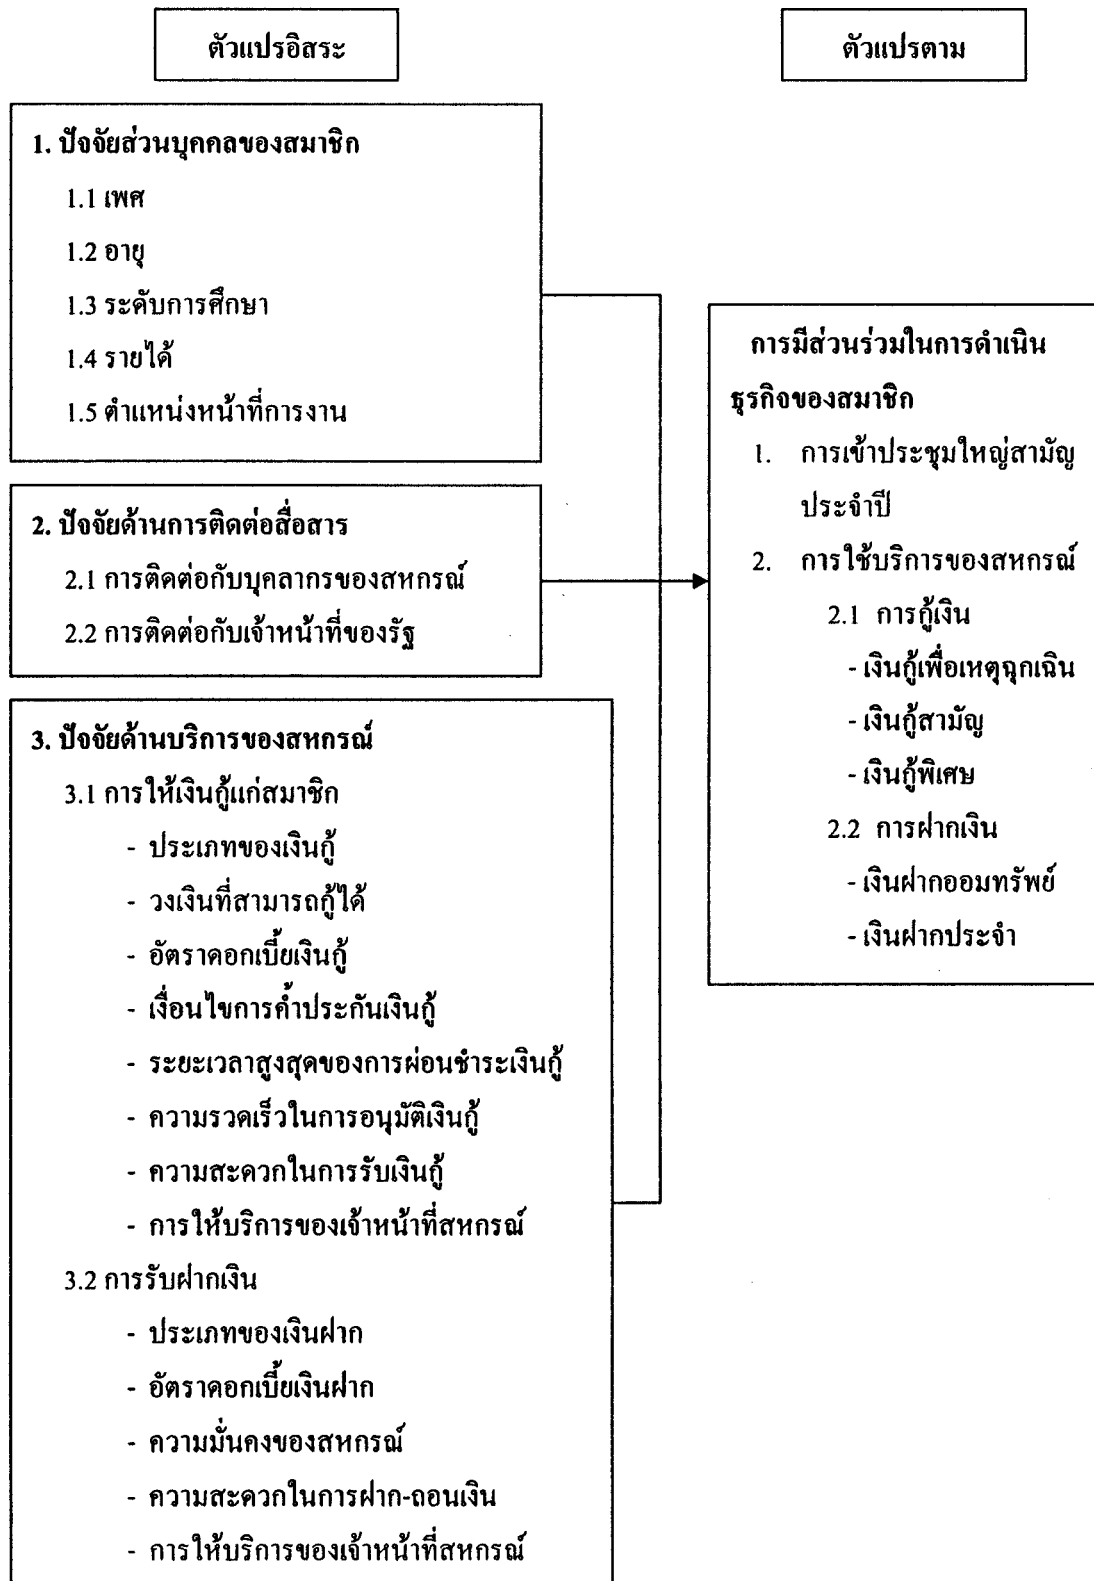 ตัวแปรอิสระ
ตัวแปรตาม
1. ปัจจัยส่วนบุคคลของสมาชิก
1.1 เพศ
1.2 อายุ
1.3 ระดับการศึกษา
1.4 รายได้
1.5 ตำแหน่งหน้าที่การงาน
2. ปัจจัยด้านการติดต่อสื่อสาร
2.1 การติดต่อกับบุคลากรของสหกรณ์
2.2 การติดต่อกับเจ้าหน้าที่ของรัฐ
3. ปัจจัยด้านบริการของสหกรณ์
3.1 การให้เงินกู้แก่สมาชิก
- ประเภทของเงินกู้
- วงเงินที่สามารถกู้ได้
- อัตราดอกเบี้ยเงินกู้
- เงื่อนไขการค้ำประกันเงินกู้
- ระยะเวลาสูงสุดของการผ่อนชำระเงินกู้
- ความรวดเร็วในการอนุมัติเงินกู้
- ความสะดวกในการรับเงินกู้
- การให้บริการของเจ้าหน้าที่สหกรณ์
3.2 การรับฝากเงิน
- ประเภทของเงินฝาก
- อัตราดอกเบี้ยเงินฝาก
- ความมั่นคงของสหกรณ์
- ความสะดวกในการฝาก-ถอนเงิน
- การให้บริการของเจ้าหน้าที่สหกรณ์
การมีส่วนร่วมในการดำเนิน
ธุรกิจของสมาชิก
1. การเข้าประชุมใหญ่สามัญ
ประจำปี
2. การใช้บริการของสหกรณ์
2.1 การกู้เงิน
- เงินกู้เพื่อเหตุฉุกเฉิน
- เงินกู้สามัญ
- เงินกู้พิเศษ
2.2 การฝากเงิน
- เงินฝากออมทรัพย์
- เงินฝากประจำ